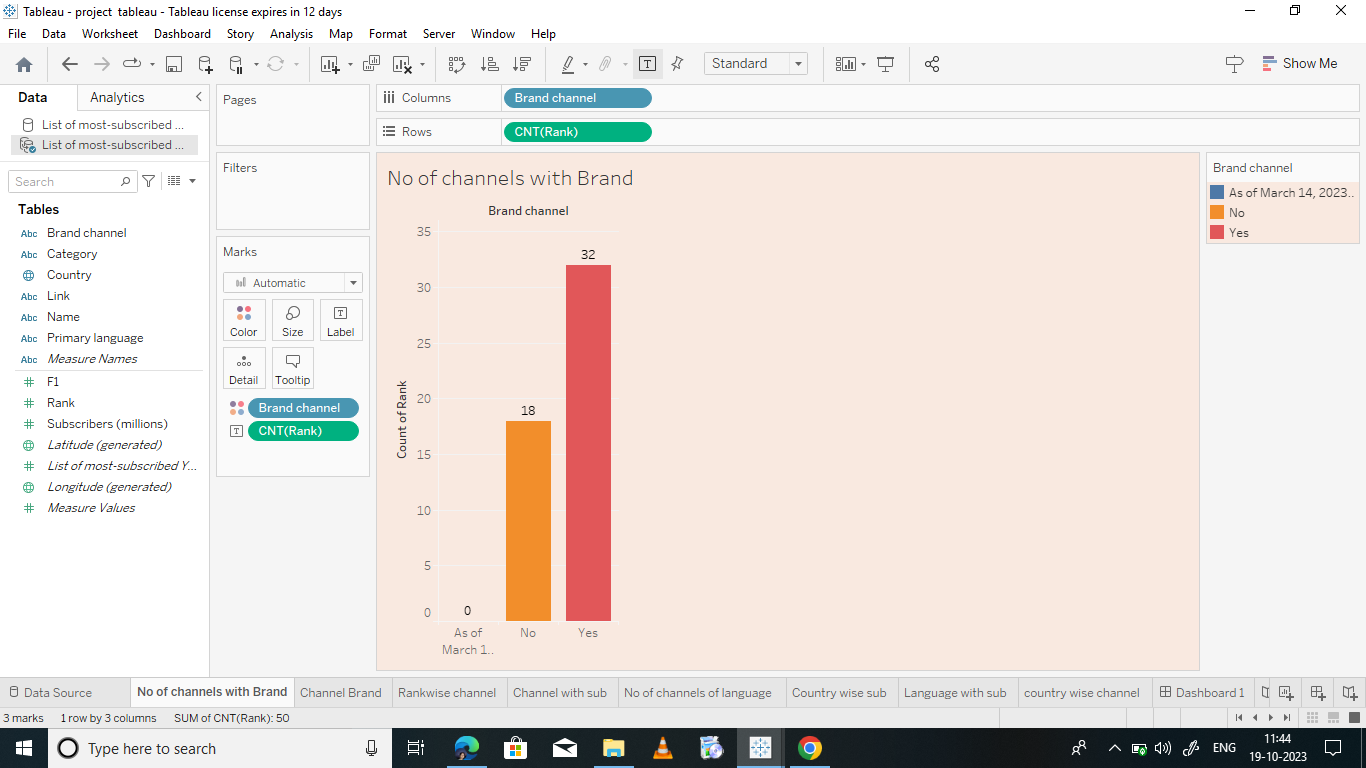 Tableau - project tableau - Tableau license expires in 12 days
File Data Worksheet Dashboard Story Analysis Map Format Server Window Help
Standard
Show Me
Data Analytics
List of most-subscribed ...
List of most-subscribed ...
Search
Tables
Abc Brand channel
Abc Category
Country
Abc Link
Abc Name
Abc Primary language
Abc Measure Names
F1
Rank
Subscribers (millions)
Latitude (generated)
List of most-subscribed Y...
Longitude (generated)
Measure Values
Pages
Filters
Marks
Automatic
Color Size Label
Detail Tooltip
Brand channel
CNT(Rank)
Columns Brand channel
Rows CNT(Rank)
No of channels with Brand
Brand channel
Count of Rank
35
30
25
20
15
10
5
0
0
18
32
As of
March 1..
No
Yes
Brand channel
As of March 14, 2023..
No
Yes
Data Source No of channels with Brand Channel Brand Rankwise channel Channel with sub No of channels of language Country wise sub Language with sub country wise channel Dashboard 1
3 marks 1 row by 3 columns SUM of CNT(Rank): 50
Type here to search
ENG
11:44
19-10-2023